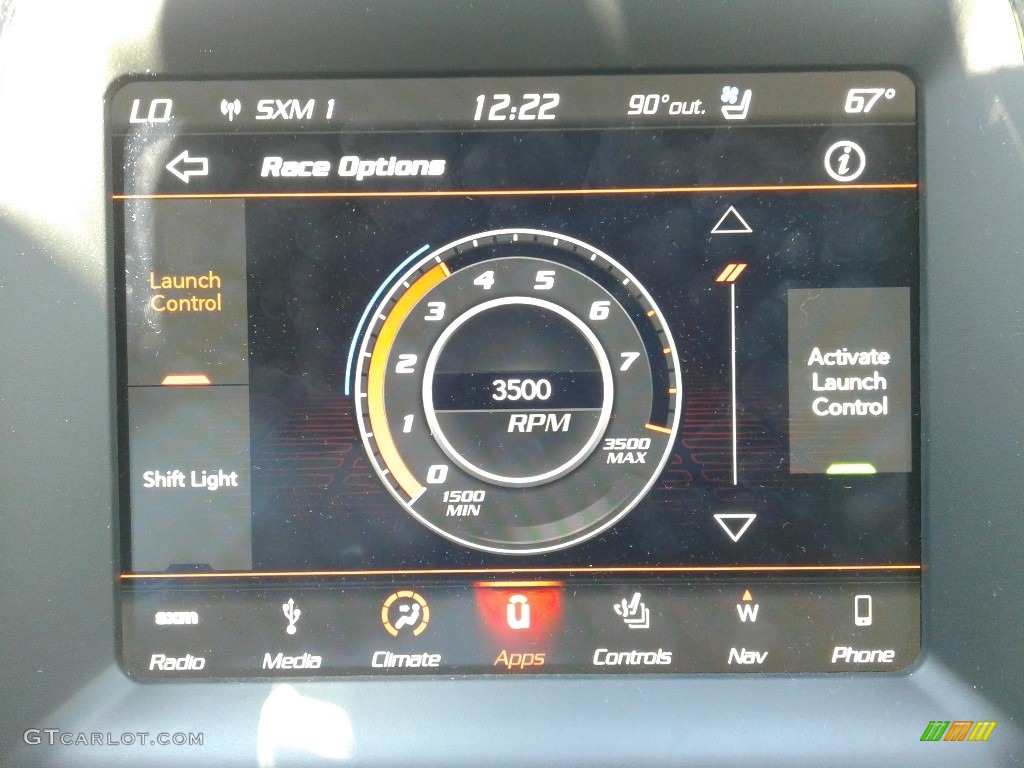 LO SXM 1 12:22 90° out. 67°
Race Options i
Launch
Control
Shift Light
0 1 2 3 4 5 6 7
3500
RPM
1500
MIN
3500
MAX
Activate
Launch
Control
sxm W
Radio Media Climate Apps Controls Nav Phone
GTCARLOT.COM